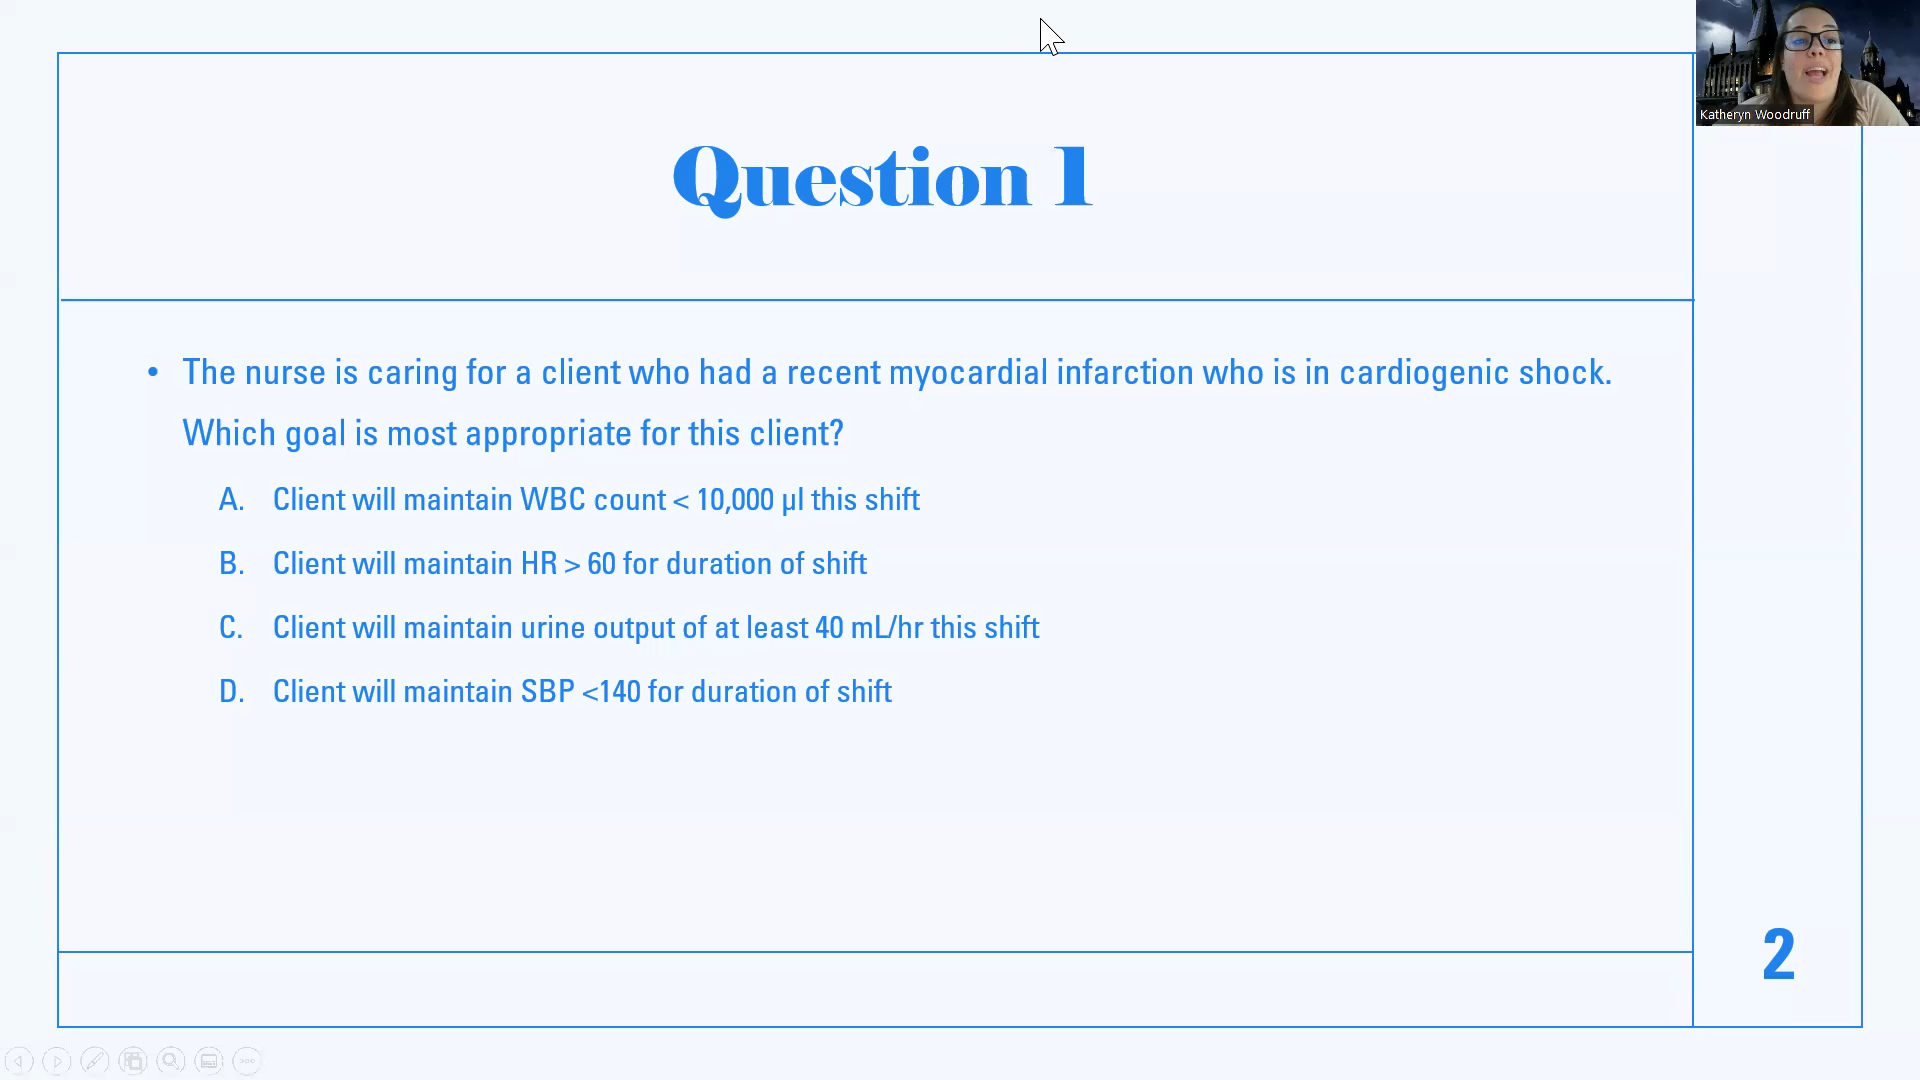 Katheryn Woodruff
Question 1
• The nurse is caring for a client who had a recent myocardial infarction who is in cardiogenic shock.
Which goal is most appropriate for this client?
A. Client will maintain WBC count < 10,000 µl this shift
B. Client will maintain HR > 60 for duration of shift
C. Client will maintain urine output of at least 40 mL/hr this shift
D. Client will maintain SBP <140 for duration of shift
2